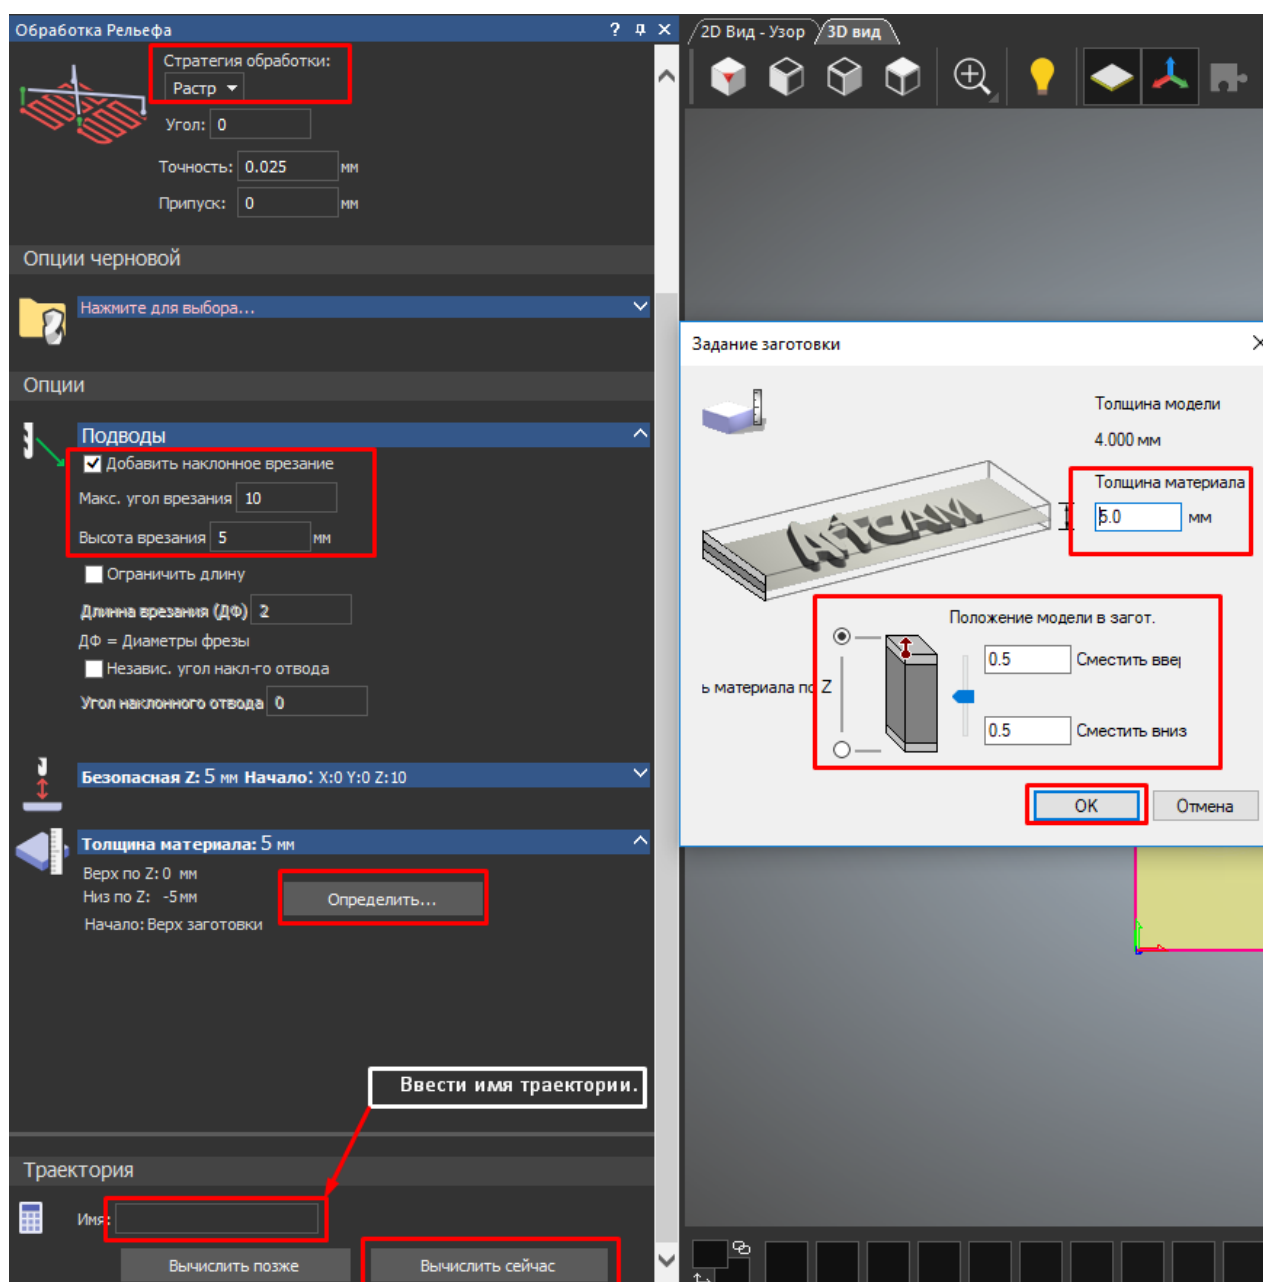 Обработка Рельефа
Стратегия обработки:
Растр
Угол: 0
Точность: 0.025 мм
Припуск: 0 мм
Опции черновой
Нажмите для выбора...
Опции
Подводы
Добавить наклонное врезание
Макс. угол врезания 10
Высота врезания 5 мм
Ограничить длину
Длинна врезания (ДФ) 2
ДФ = Диаметры фрезы
Независ. угол накл-го отвода
Угол наклонного отвода 0
Безопасная Z: 5 мм Начало: X:0 Y:0 Z:10
Толщина материала: 5 мм
Верх по Z: 0 мм
Низ по Z: -5 мм
Определить...
Начало: Верх заготовки
Ввести имя траектории.
Траектория
Имя:
Вычислить позже
Вычислить сейчас
2D Вид - Узор
3D вид
Задание заготовки
Толщина модели
4.000 мм
Толщина материала
5.0 мм
Положение модели в загот.
0.5 Сместить ввер
ь материала по Z
0.5 Сместить вниз
OK
Отмена